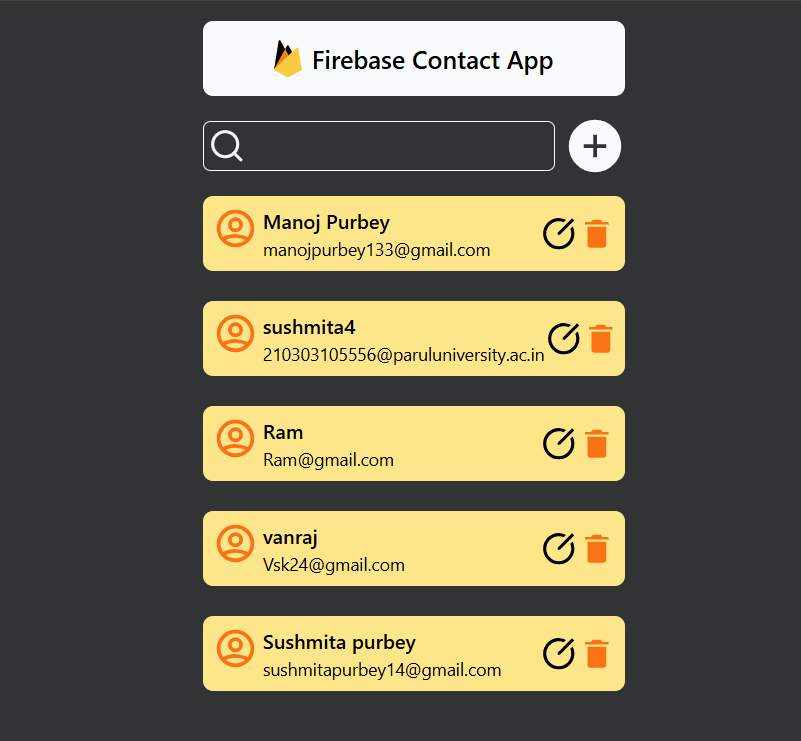 Firebase Contact App
Manoj Purbey
manojpurbey133@gmail.com
sushmita4
210303105556@paruluniversity.ac.in
Ram
Ram@gmail.com
vanraj
Vsk24@gmail.com
Sushmita purbey
sushmitapurbey14@gmail.com